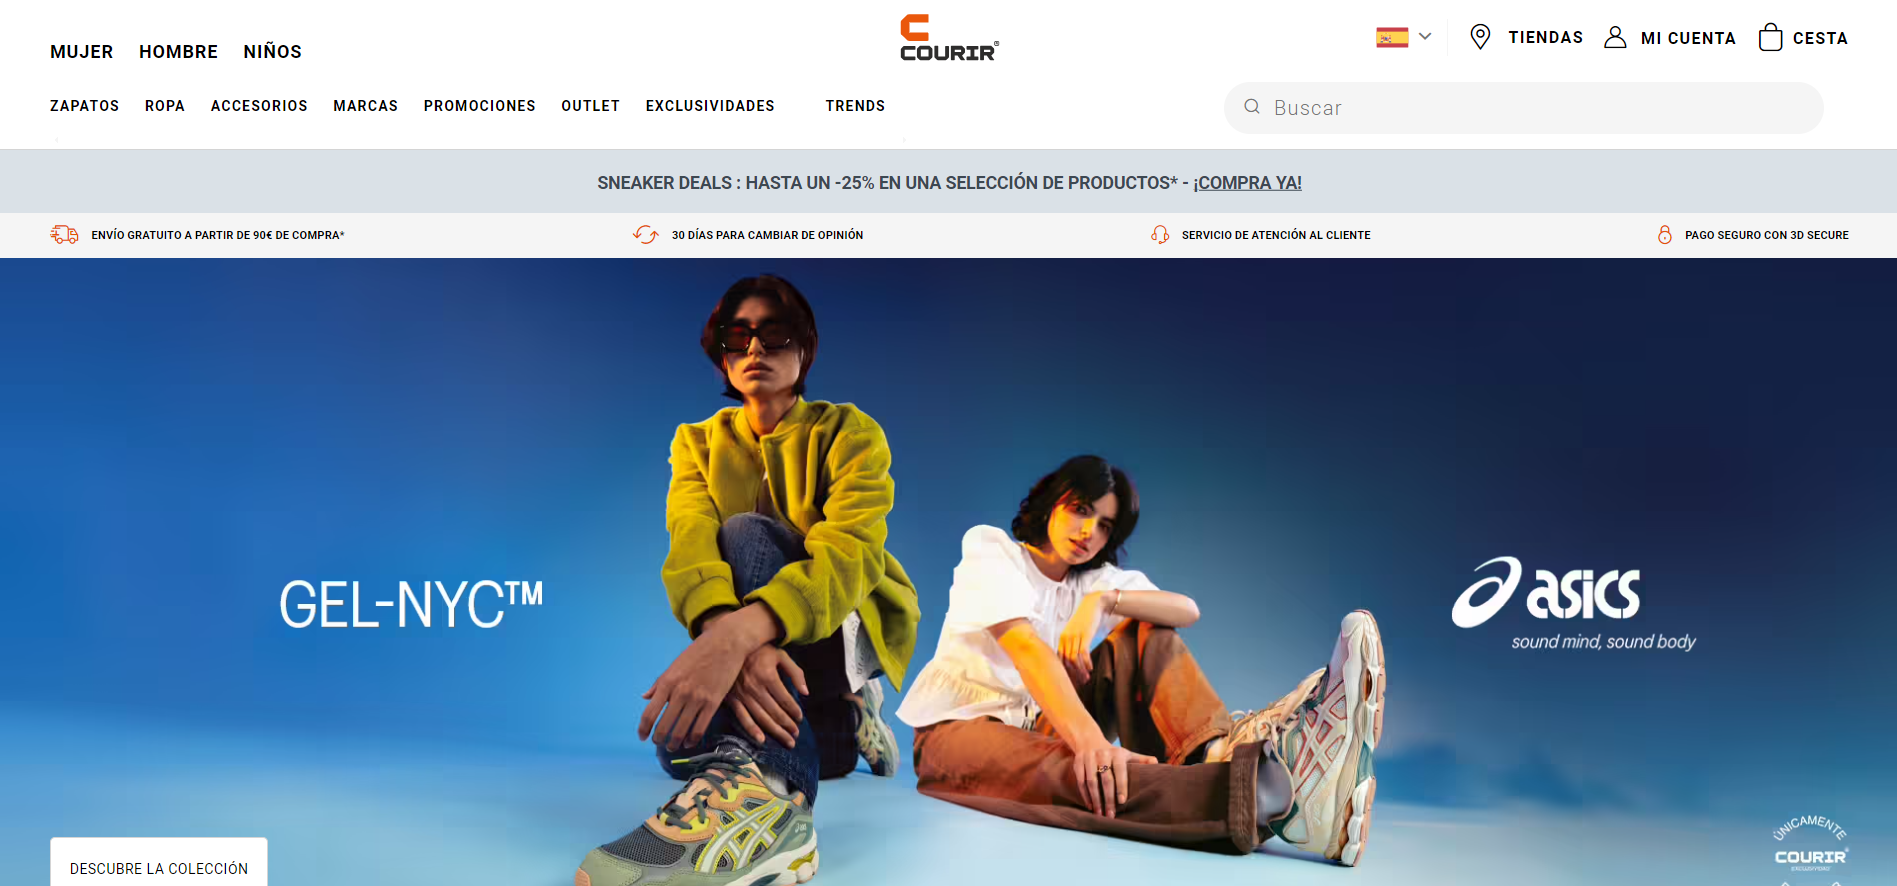 MUJER HOMBRE NIÑOS
COURIR®
TIENDAS MI CUENTA CESTA
ZAPATOS ROPA ACCESORIOS MARCAS PROMOCIONES OUTLET EXCLUSIVIDADES TRENDS
Buscar
SNEAKER DEALS : HASTA UN -25% EN UNA SELECCIÓN DE PRODUCTOS* - ¡COMPRA YA!
ENVÍO GRATUITO A PARTIR DE 90€ DE COMPRA*
30 DÍAS PARA CAMBIAR DE OPINIÓN
SERVICIO DE ATENCIÓN AL CLIENTE
PAGO SEGURO CON 3D SECURE
GEL-NYC™
asics
sound mind, sound body
DESCUBRE LA COLECCIÓN
ÚNICAMENTE
COURIR®